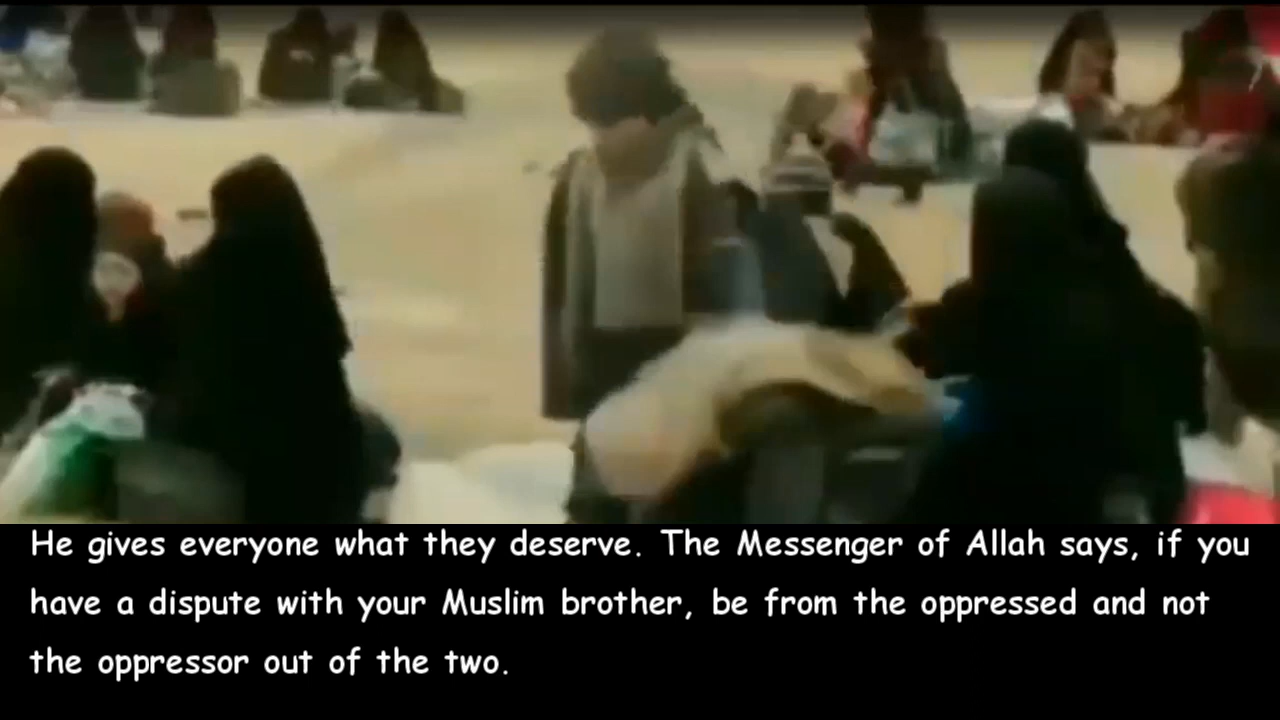 He gives everyone what they deserve. The Messenger of Allah says, if you
have a dispute with your Muslim brother, be from the oppressed and not
the oppressor out of the two.